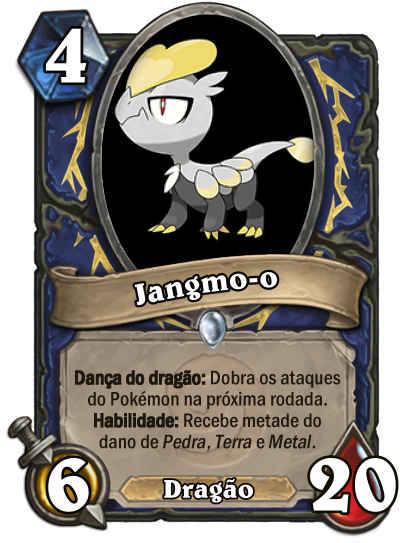 4
Jangmo-o
Dança do dragão: Dobra os ataques
do Pokémon na próxima rodada.
Habilidade: Recebe metade do
dano de Pedra, Terra e Metal.
6
Dragão
20